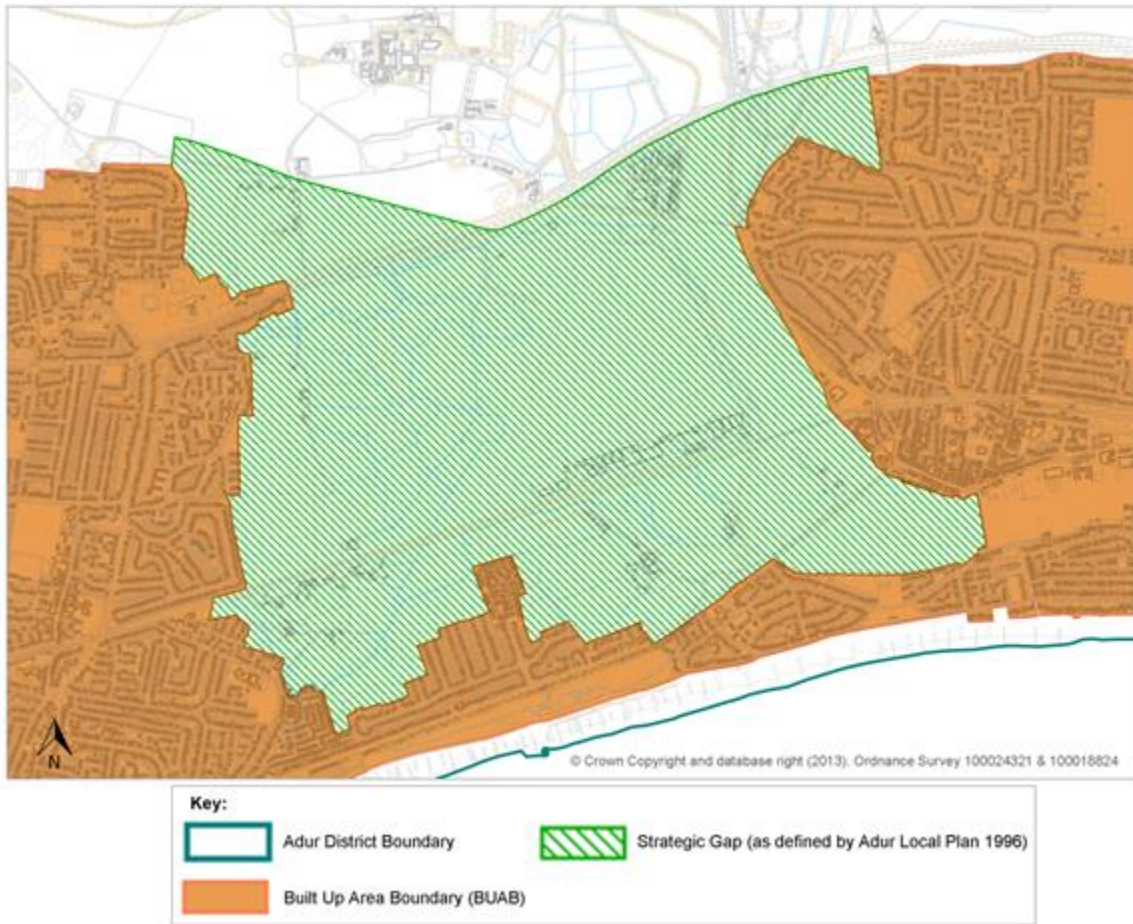 N
© Crown Copyright and database right (2013). Ordnance Survey 100024321 & 100018824
Key:
Adur District Boundary
Strategic Gap (as defined by Adur Local Plan 1996)
Built Up Area Boundary (BUAB)